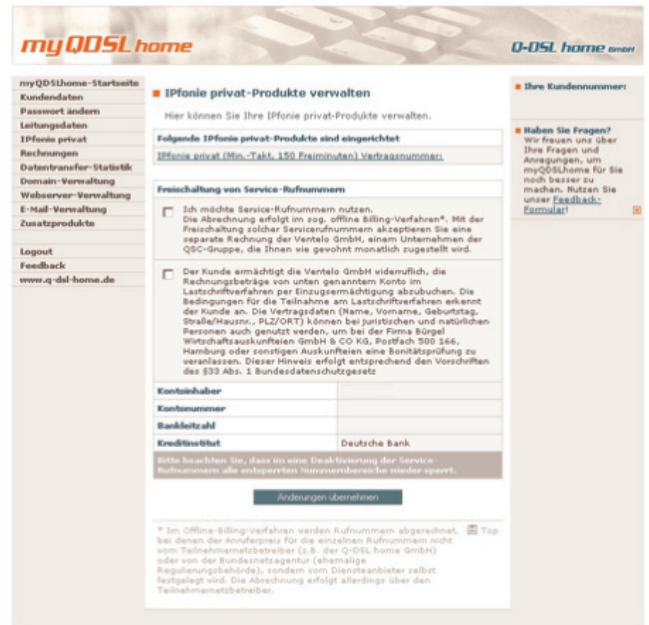 myQDSL home
Q-DSL home GmbH
myQDSLhome-Startseite
Kundendaten
Passwort ändern
Leitungsdaten
IPfonie privat
Rechnungen
Datentransfer-Statistik
Domain-Verwaltung
Webserver-Verwaltung
E-Mail-Verwaltung
Zusatzprodukte
Logout
Feedback
www.q-dsl-home.de
IPfonie privat-Produkte verwalten
Hier können Sie Ihre IPfonie privat-Produkte verwalten.
Folgende IPfonie privat-Produkte sind eingerichtet
IPfonie privat (Min.-Takt, 150 Freiminuten) Vertragsnummer:
Freischaltung von Service-Rufnummern
Ich möchte Service-Rufnummern nutzen.
Die Abrechnung erfolgt im sog. offline Billing-Verfahren*. Mit der
Freischaltung solcher Servicerufnummern akzeptieren Sie eine
separate Rechnung der Ventelo GmbH, einem Unternehmen der
QSC-Gruppe, die Ihnen wie gewohnt monatlich zugestellt wird.
Der Kunde ermächtigt die Ventelo GmbH widerruflich, die
Rechnungsbeträge von unten genanntem Konto im
Lastschriftverfahren per Einzugsermächtigung abzubuchen. Die
Bedingungen für die Teilnahme am Lastschriftverfahren erkennt
der Kunde an. Die Vertragsdaten (Name, Vorname, Geburtstag,
Straße/Hausnr., PLZ/ORT) können bei juristischen und natürlichen
Personen auch genutzt werden, um bei der Firma Bürgel
Wirtschaftsauskunfteien GmbH & CO KG, Postfach 500 166,
Hamburg oder sonstigen Auskunfteien eine Bonitätsprüfung zu
veranlassen. Dieser Hinweis erfolgt entsprechend den Vorschriften
des §33 Abs. 1 Bundesdatenschutzgesetz
Kontoinhaber
Kontonummer
Bankleitzahl
Kreditinstitut Deutsche Bank
Bitte beachten Sie, dass im eine Deaktivierung der Service-
Rufnummern alle entsperrten Nummernbereiche wieder sperrt.
Änderungen übernehmen
* Im Offline-Billing-Verfahren werden Rufnummern abgerechnet,
bei denen der Anruferpreis für die einzelnen Rufnummern nicht
vom Teilnehmernetzbetreiber (z.B. der Q-DSL home GmbH)
oder von der Bundesnetzagentur (ehemalige
Regulierungsbehörde), sondern vom Diensteanbieter selbst
festgelegt wird. Die Abrechnung erfolgt allerdings über den
Teilnehmernetzbetreiber.
Top
Ihre Kundennummer:
Haben Sie Fragen?
Wir freuen uns über
Ihre Fragen und
Anregungen, um
myQDSLhome für Sie
noch besser zu
machen. Nutzen Sie
unser Feedback-
Formular!